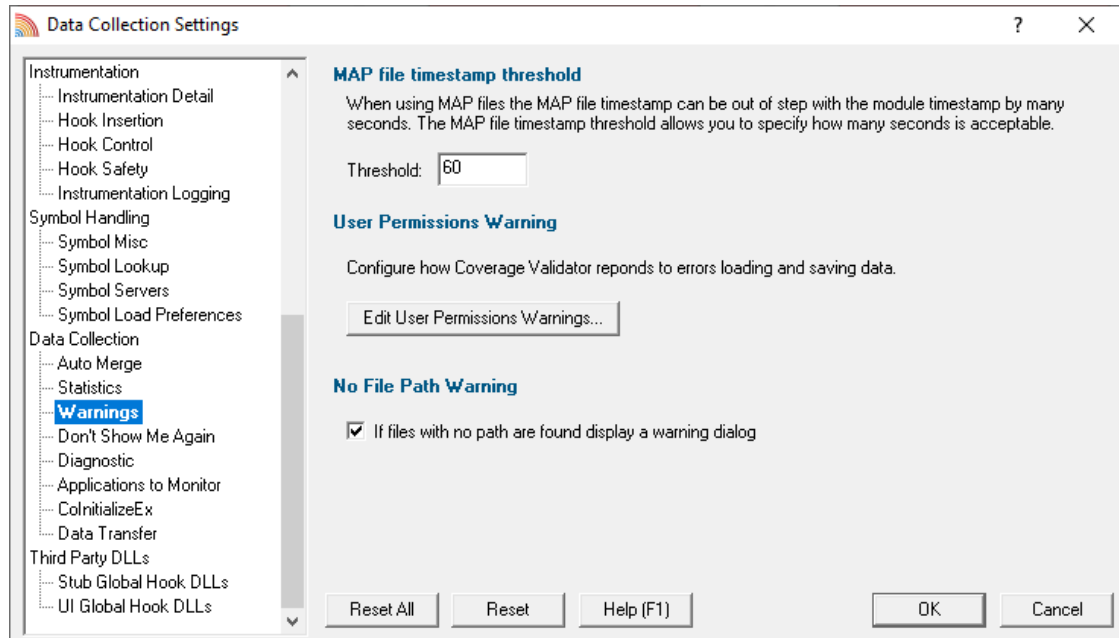 Data Collection Settings
?
Instrumentation
Instrumentation Detail
Hook Insertion
Hook Control
Hook Safety
Instrumentation Logging
Symbol Handling
Symbol Misc
Symbol Lookup
Symbol Servers
Symbol Load Preferences
Data Collection
Auto Merge
Statistics
Warnings
Don't Show Me Again
Diagnostic
Applications to Monitor
CoInitializeEx
Data Transfer
Third Party DLLs
Stub Global Hook DLLs
UI Global Hook DLLs
MAP file timestamp threshold
When using MAP files the MAP file timestamp can be out of step with the module timestamp by many
seconds. The MAP file timestamp threshold allows you to specify how many seconds is acceptable.
Threshold: 60
User Permissions Warning
Configure how Coverage Validator reponds to errors loading and saving data.
Edit User Permissions Warnings...
No File Path Warning
If files with no path are found display a warning dialog
Reset All Reset Help (F1) OK Cancel